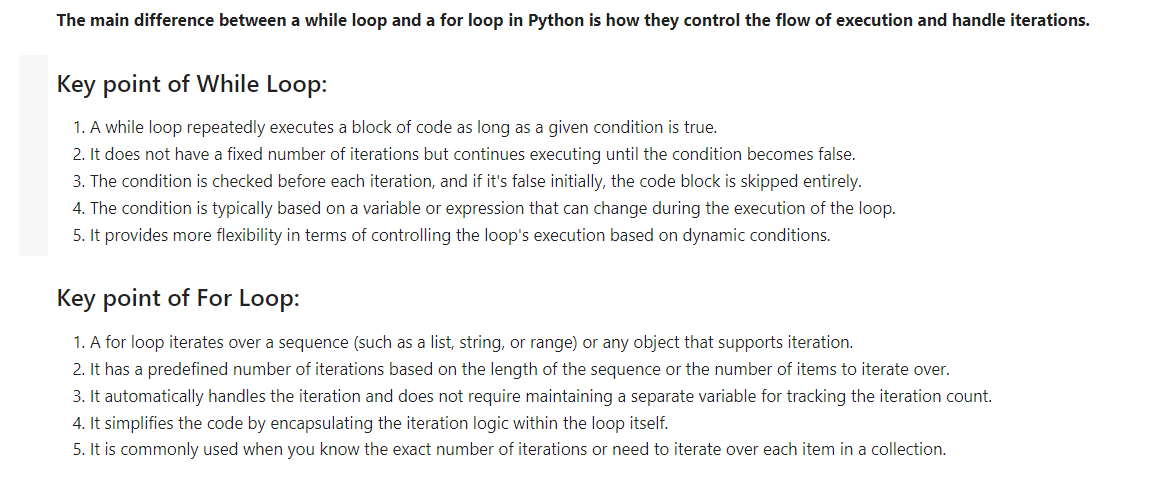 The main difference between a while loop and a for loop in Python is how they control the flow of execution and handle iterations.
Key point of While Loop:
1. A while loop repeatedly executes a block of code as long as a given condition is true.
2. It does not have a fixed number of iterations but continues executing until the condition becomes false.
3. The condition is checked before each iteration, and if it's false initially, the code block is skipped entirely.
4. The condition is typically based on a variable or expression that can change during the execution of the loop.
5. It provides more flexibility in terms of controlling the loop's execution based on dynamic conditions.
Key point of For Loop:
1. A for loop iterates over a sequence (such as a list, string, or range) or any object that supports iteration.
2. It has a predefined number of iterations based on the length of the sequence or the number of items to iterate over.
3. It automatically handles the iteration and does not require maintaining a separate variable for tracking the iteration count.
4. It simplifies the code by encapsulating the iteration logic within the loop itself.
5. It is commonly used when you know the exact number of iterations or need to iterate over each item in a collection.